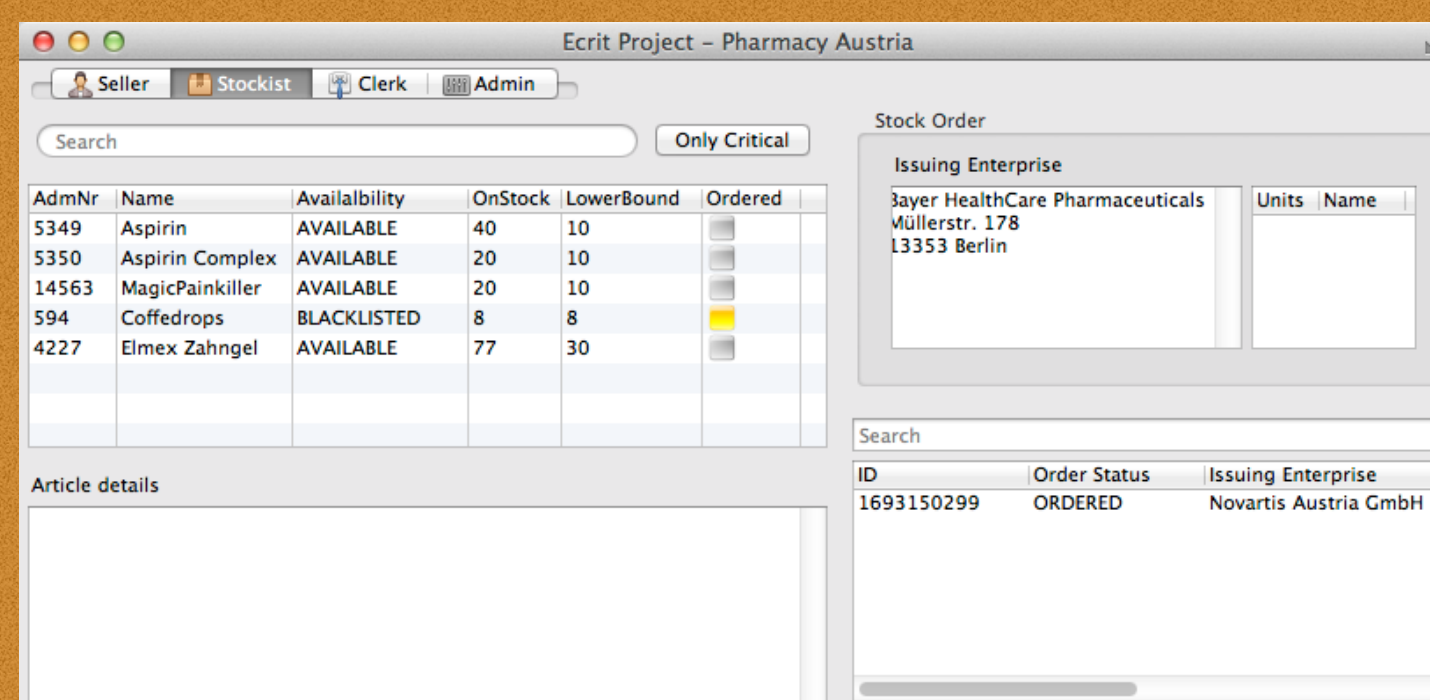 Ecrit Project – Pharmacy Austria
Seller Stockist Clerk Admin
Search Only Critical
AdmNr Name Availalbility OnStock LowerBound Ordered
5349 Aspirin AVAILABLE 40 10
5350 Aspirin Complex AVAILABLE 20 10
14563 MagicPainkiller AVAILABLE 20 10
594 Coffedrops BLACKLISTED 8 8
4227 Elmex Zahngel AVAILABLE 77 30
Article details
Stock Order
Issuing Enterprise
Bayer HealthCare Pharmaceuticals
Müllerstr. 178
13353 Berlin
Units Name
Search
ID Order Status Issuing Enterprise
1693150299 ORDERED Novartis Austria GmbH